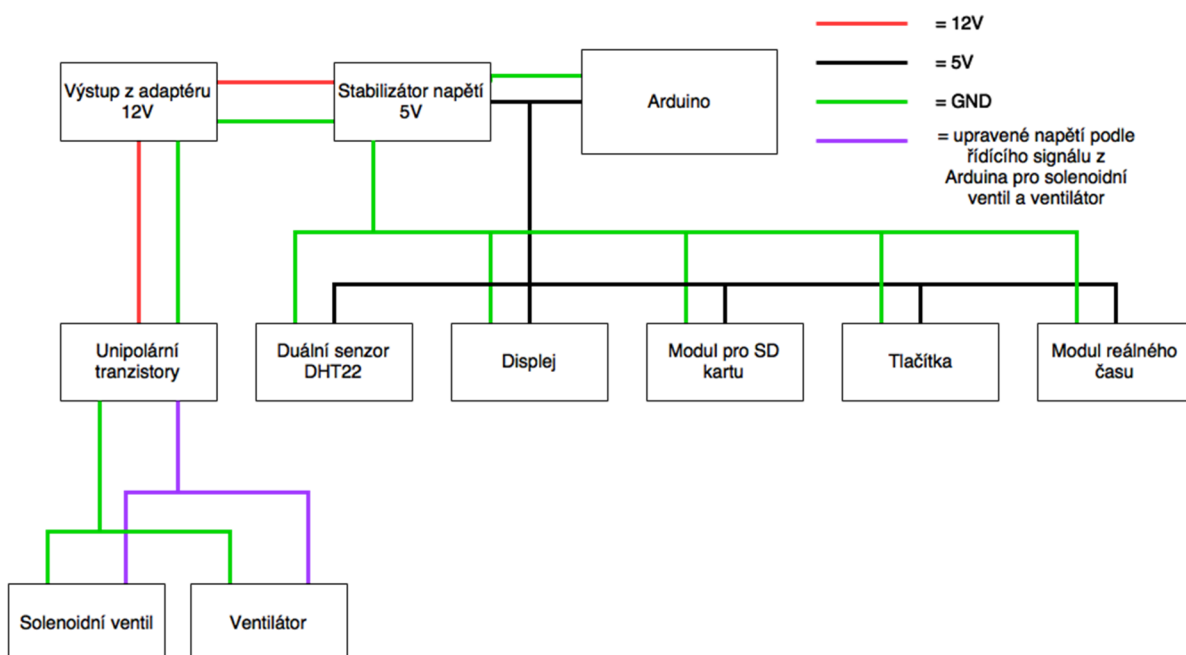 = 12V
= 5V
= GND
= upravené napětí podle
řídícího signálu z
Arduina pro solenoidní
ventil a ventilátor
Výstup z adaptéru
12V
Stabilizátor napětí
5V
Arduino
Unipolární
tranzistory
Duální senzor
DHT22
Displej
Modul pro SD
kartu
Tlačítka
Modul reálného
času
Solenoidní ventil
Ventilátor